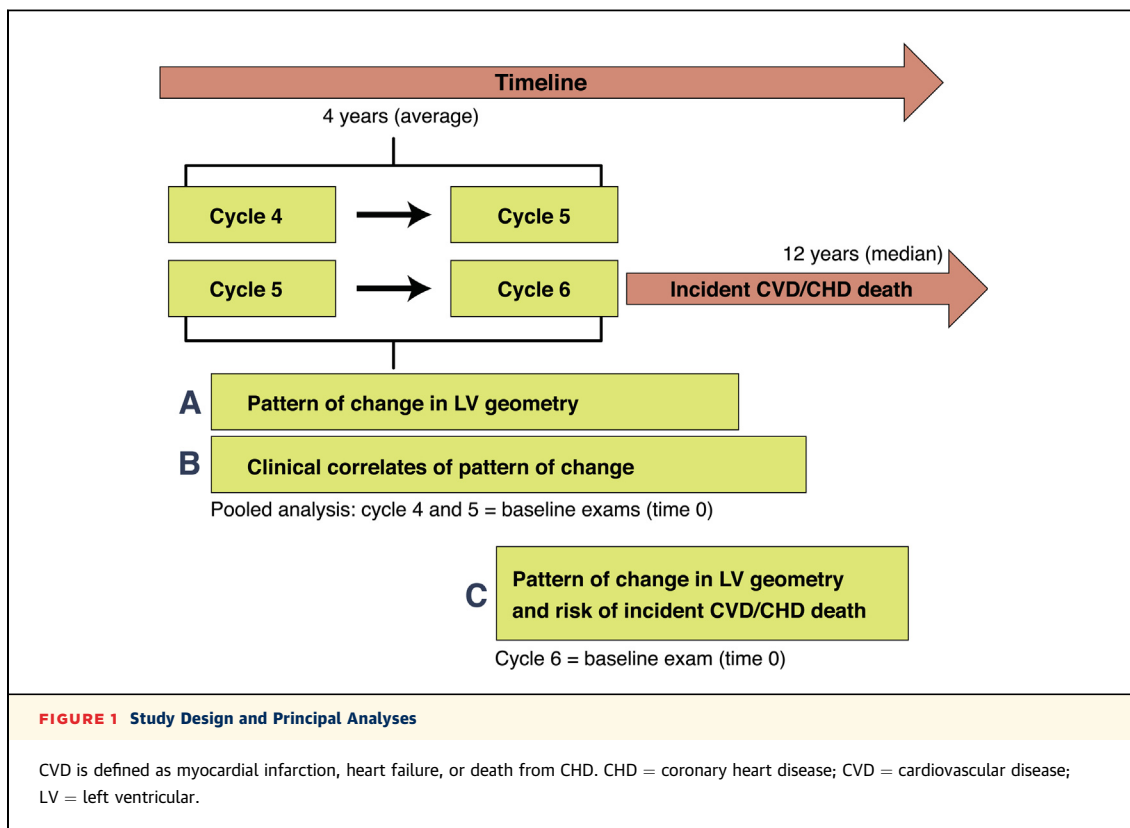 Timeline
4 years (average)
Cycle 4
Cycle 5
Cycle 5
Cycle 6
12 years (median)
Incident CVD/CHD death
A
Pattern of change in LV geometry
B
Clinical correlates of pattern of change
Pooled analysis: cycle 4 and 5 = baseline exams (time 0)
C
Pattern of change in LV geometry
and risk of incident CVD/CHD death
Cycle 6 = baseline exam (time 0)
FIGURE 1 Study Design and Principal Analyses
CVD is defined as myocardial infarction, heart failure, or death from CHD. CHD = coronary heart disease; CVD = cardiovascular disease;
LV = left ventricular.